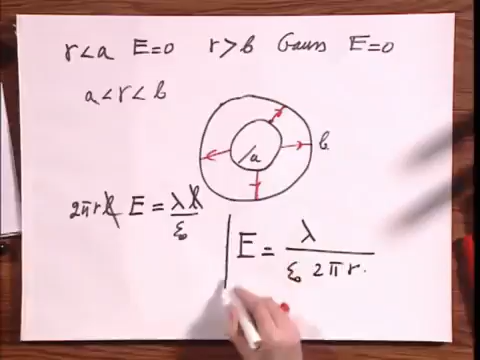 r<a E=0 r>b Gauss E=0
a<r<b
b
a
2πrl E = λl/ε₀
E = λ/(ε₀ 2πr)